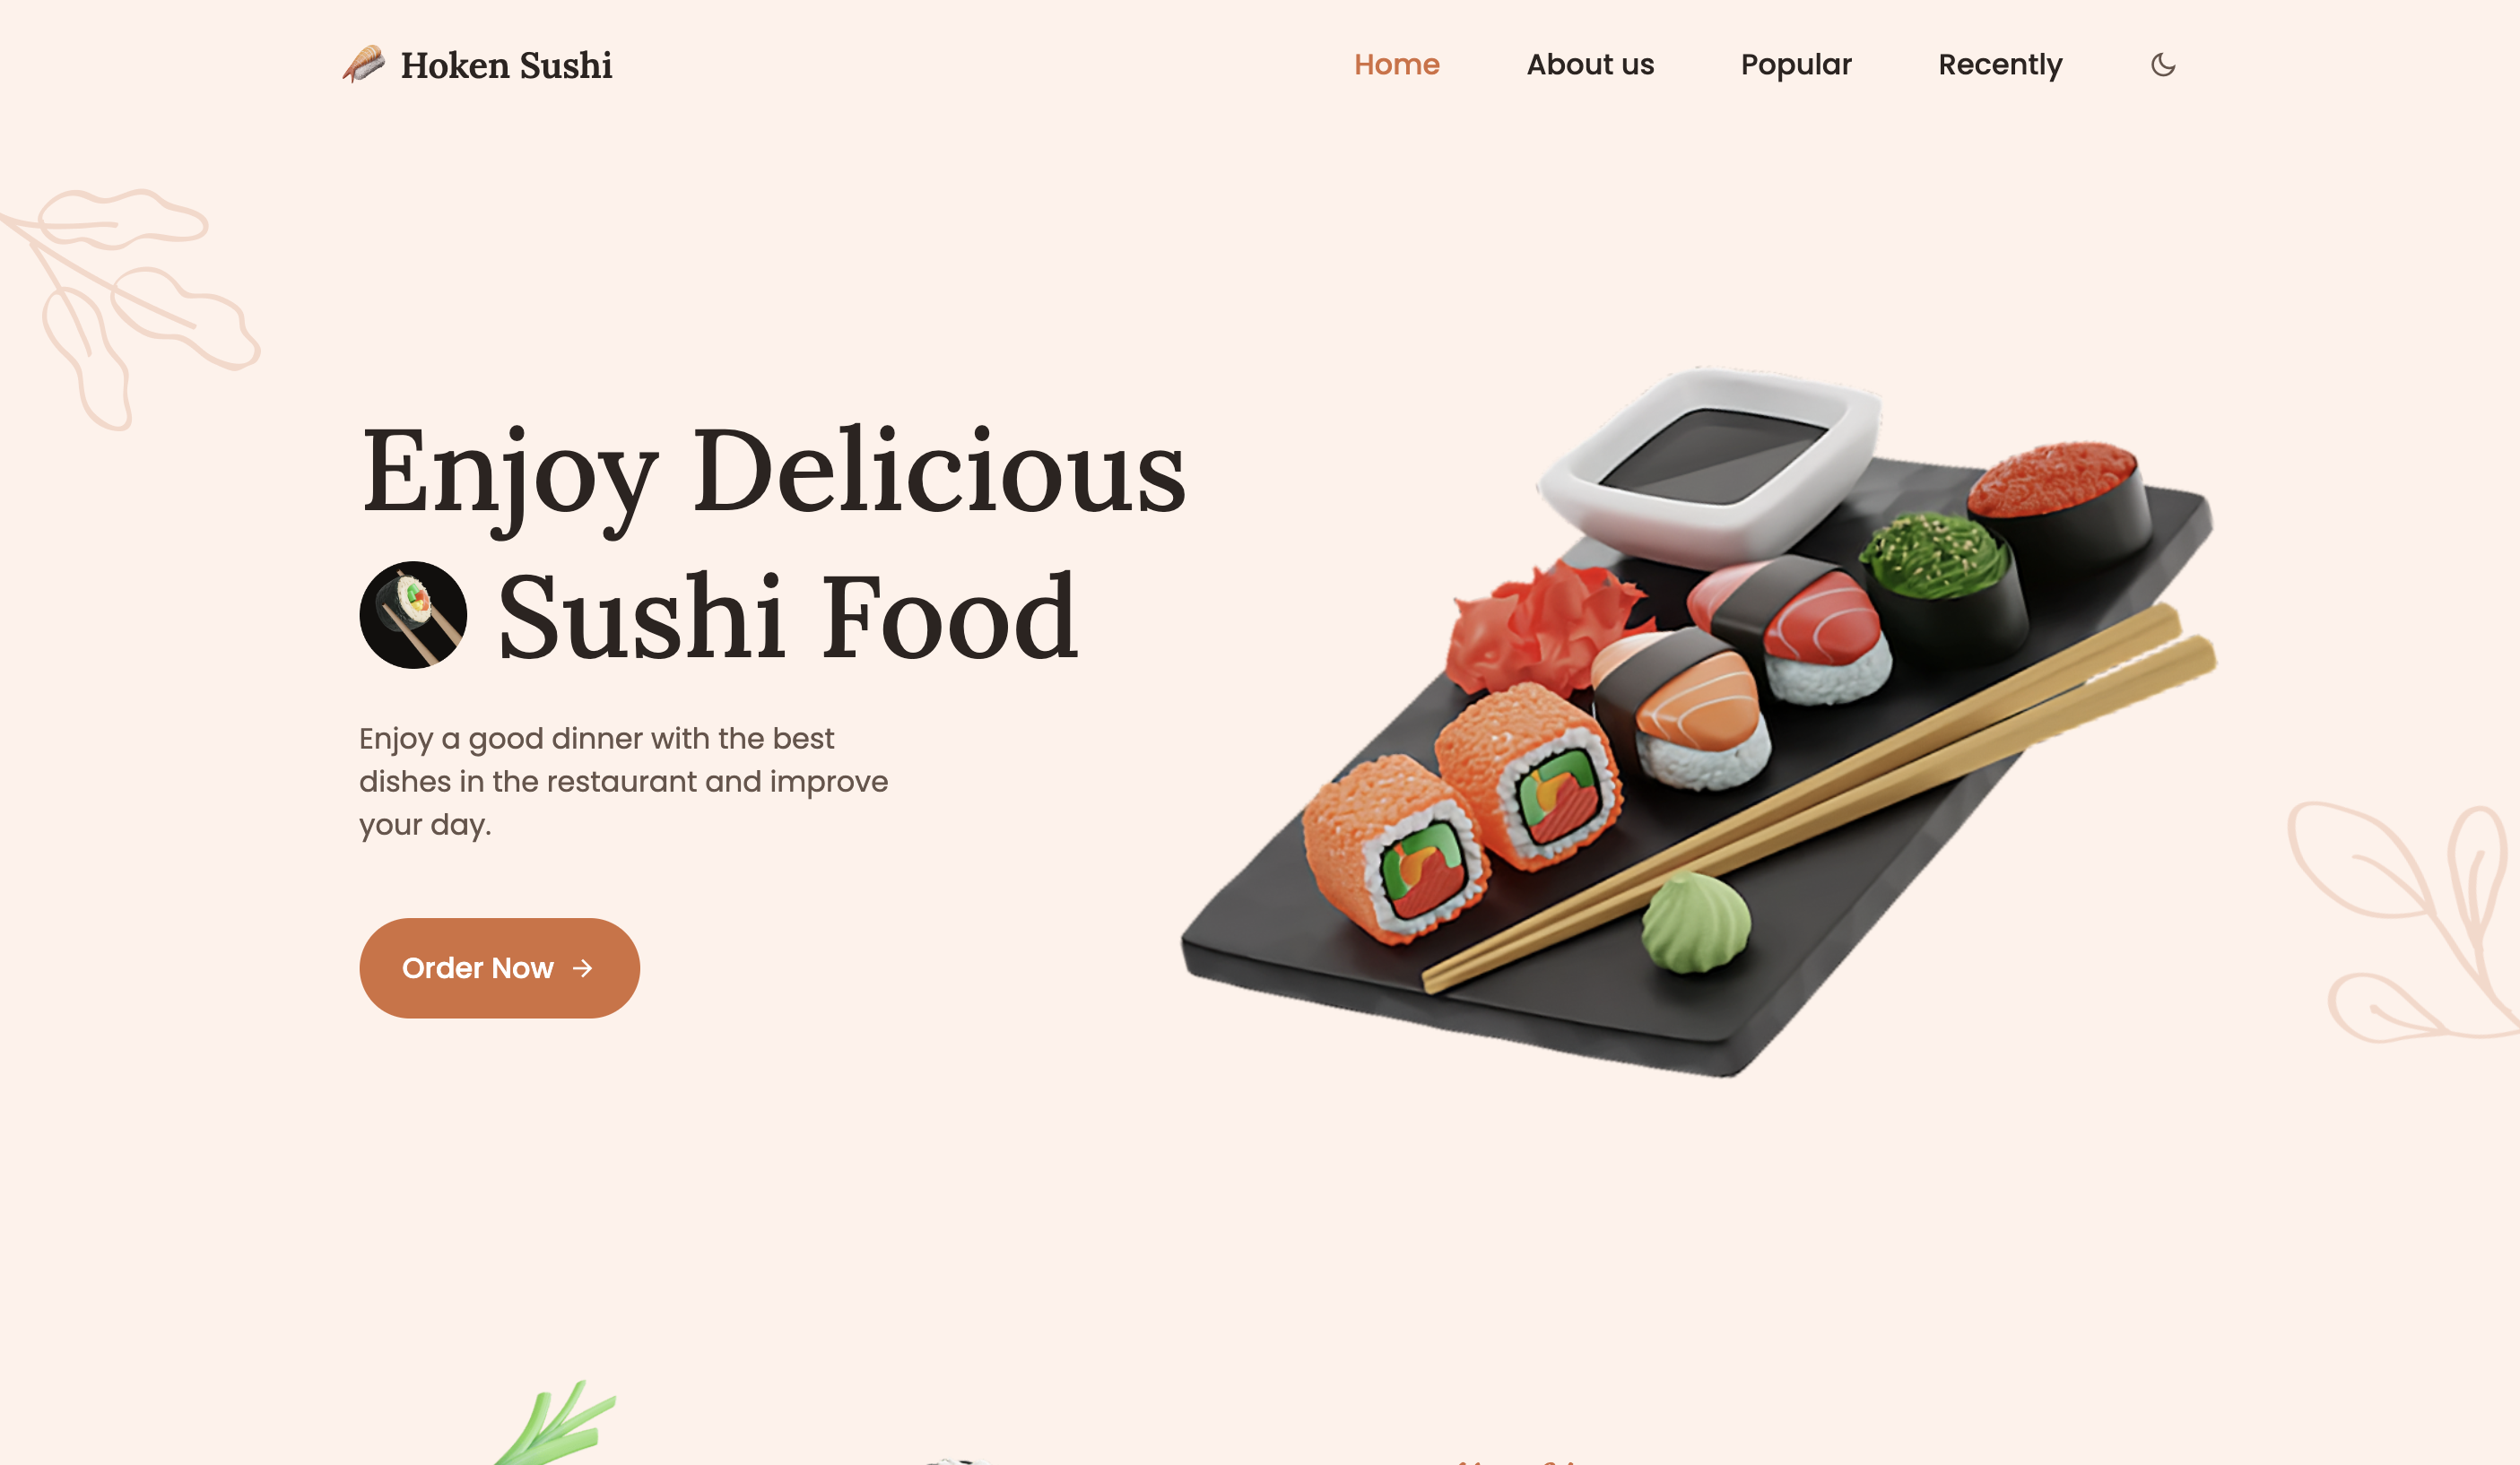 Hoken Sushi
Home About us Popular Recently
Enjoy Delicious
Sushi Food
Enjoy a good dinner with the best
dishes in the restaurant and improve
your day.
Order Now